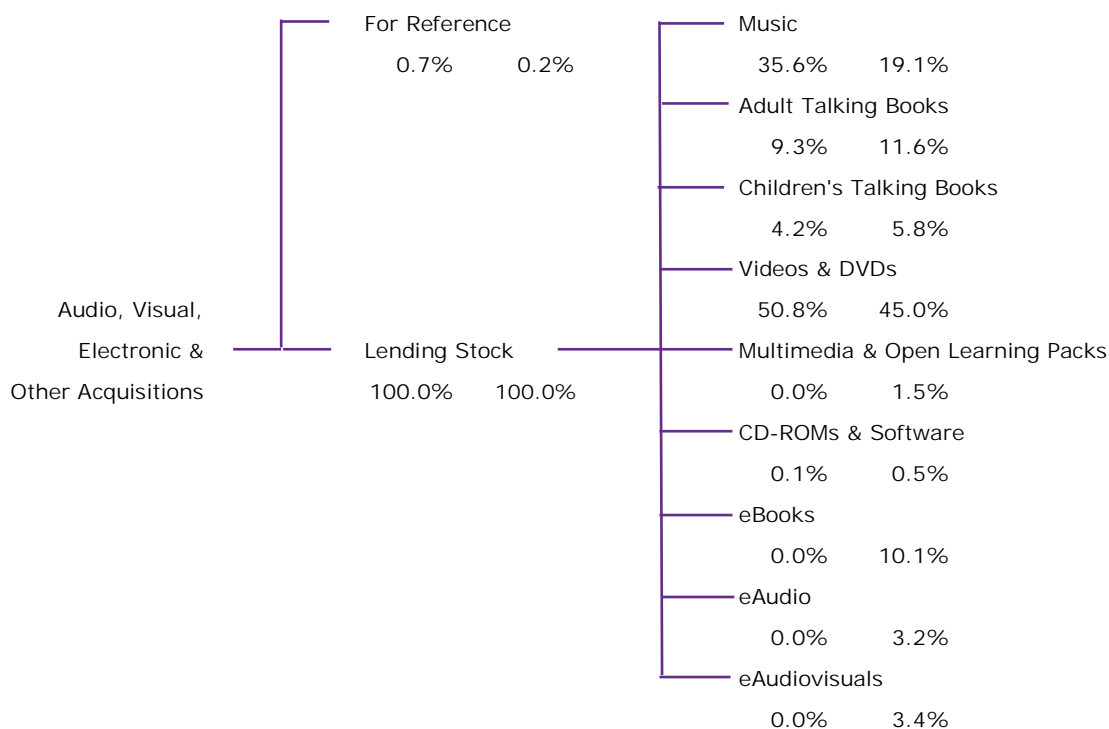 For Reference
0.7% 0.2%
Audio, Visual,
Electronic &
Other Acquisitions
Lending Stock
100.0% 100.0%
Music
35.6% 19.1%
Adult Talking Books
9.3% 11.6%
Children's Talking Books
4.2% 5.8%
Videos & DVDs
50.8% 45.0%
Multimedia & Open Learning Packs
0.0% 1.5%
CD-ROMs & Software
0.1% 0.5%
eBooks
0.0% 10.1%
eAudio
0.0% 3.2%
eAudiovisuals
0.0% 3.4%